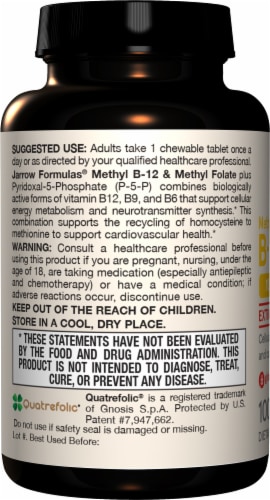 SUGGESTED USE: Adults take 1 chewable tablet once a
day or as directed by your qualified healthcare professional.
Jarrow Formulas® Methyl B-12 & Methyl Folate plus
Pyridoxal-5-Phosphate (P-5-P) combines biologically
active forms of vitamin B12, B9, and B6 that support cellular
energy metabolism and neurotransmitter synthesis.* This
combination supports the recycling of homocysteine to
methionine to support cardiovascular health.*
WARNING: Consult a healthcare professional before
using this product if you are pregnant, nursing, under the
age of 18, are taking medication (especially antiepileptic
and chemotherapy) or have a medical condition; if
adverse reactions occur, discontinue use.
KEEP OUT OF THE REACH OF CHILDREN.
STORE IN A COOL, DRY PLACE.
* THESE STATEMENTS HAVE NOT BEEN EVALUATED
BY THE FOOD AND DRUG ADMINISTRATION. THIS
PRODUCT IS NOT INTENDED TO DIAGNOSE, TREAT,
CURE, OR PREVENT ANY DISEASE.
Quatrefolic®
Quatrefolic® is a registered trademark
of Gnosis S.p.A. Protected by U.S.
Patent #7,947,662.
Do not use if safety seal is damaged or missing.
Lot #. Best Used Before: